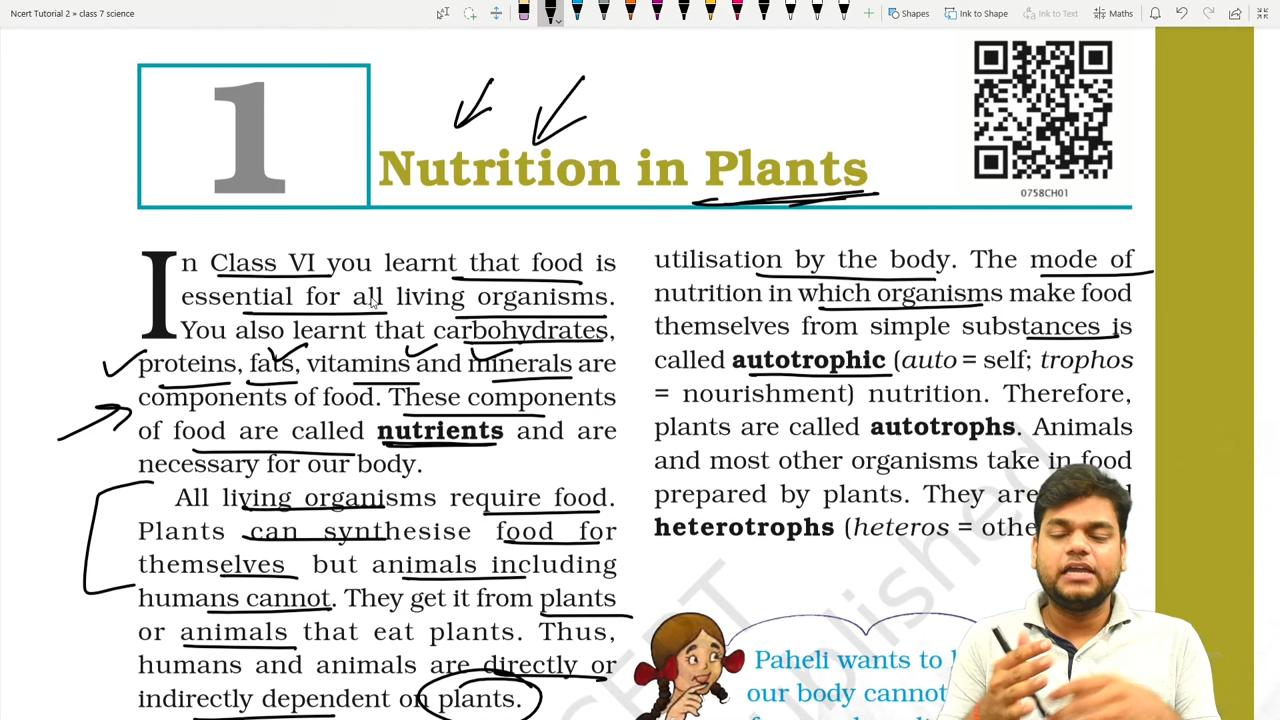 Ncert Tutorial 2 » class 7 science
Shapes
Ink to Shape
Ink to Text
Maths
1
Nutrition in Plants
0758CH01
In Class VI you learnt that food is
essential for all living organisms.
You also learnt that carbohydrates,
proteins, fats, vitamins and minerals are
components of food. These components
of food are called nutrients and are
necessary for our body.
All living organisms require food.
Plants can synthesise food for
themselves but animals including
humans cannot. They get it from plants
or animals that eat plants. Thus,
humans and animals are directly or
indirectly dependent on plants.
utilisation by the body. The mode of
nutrition in which organisms make food
themselves from simple substances is
called autotrophic (auto = self; trophos
= nourishment) nutrition. Therefore,
plants are called autotrophs. Animals
and most other organisms take in food
prepared by plants. They are
heterotrophs (heteros =
Paheli wants to
our body cannot